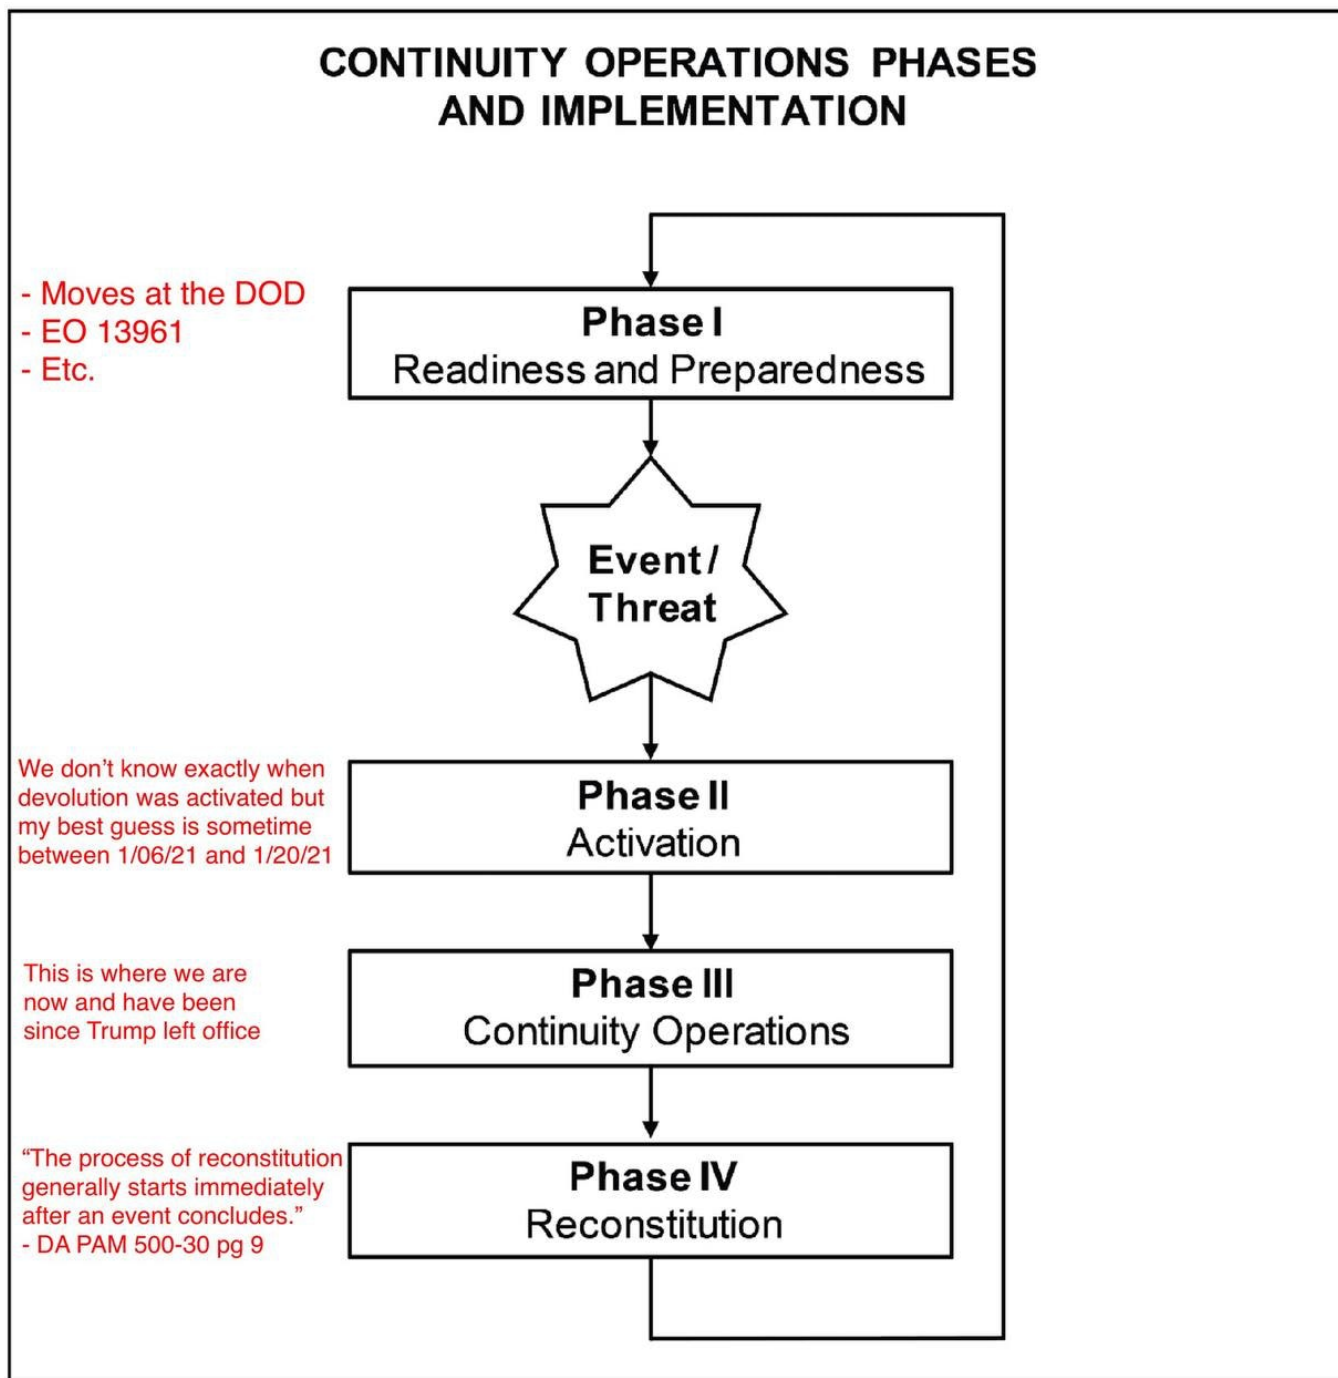 CONTINUITY OPERATIONS PHASES
AND IMPLEMENTATION
- Moves at the DOD
- EO 13961
- Etc.
Phase I
Readiness and Preparedness
Event/
Threat
We don’t know exactly when
devolution was activated but
my best guess is sometime
between 1/06/21 and 1/20/21
Phase II
Activation
This is where we are
now and have been
since Trump left office
Phase III
Continuity Operations
“The process of reconstitution
generally starts immediately
after an event concludes.”
- DA PAM 500-30 pg 9
Phase IV
Reconstitution